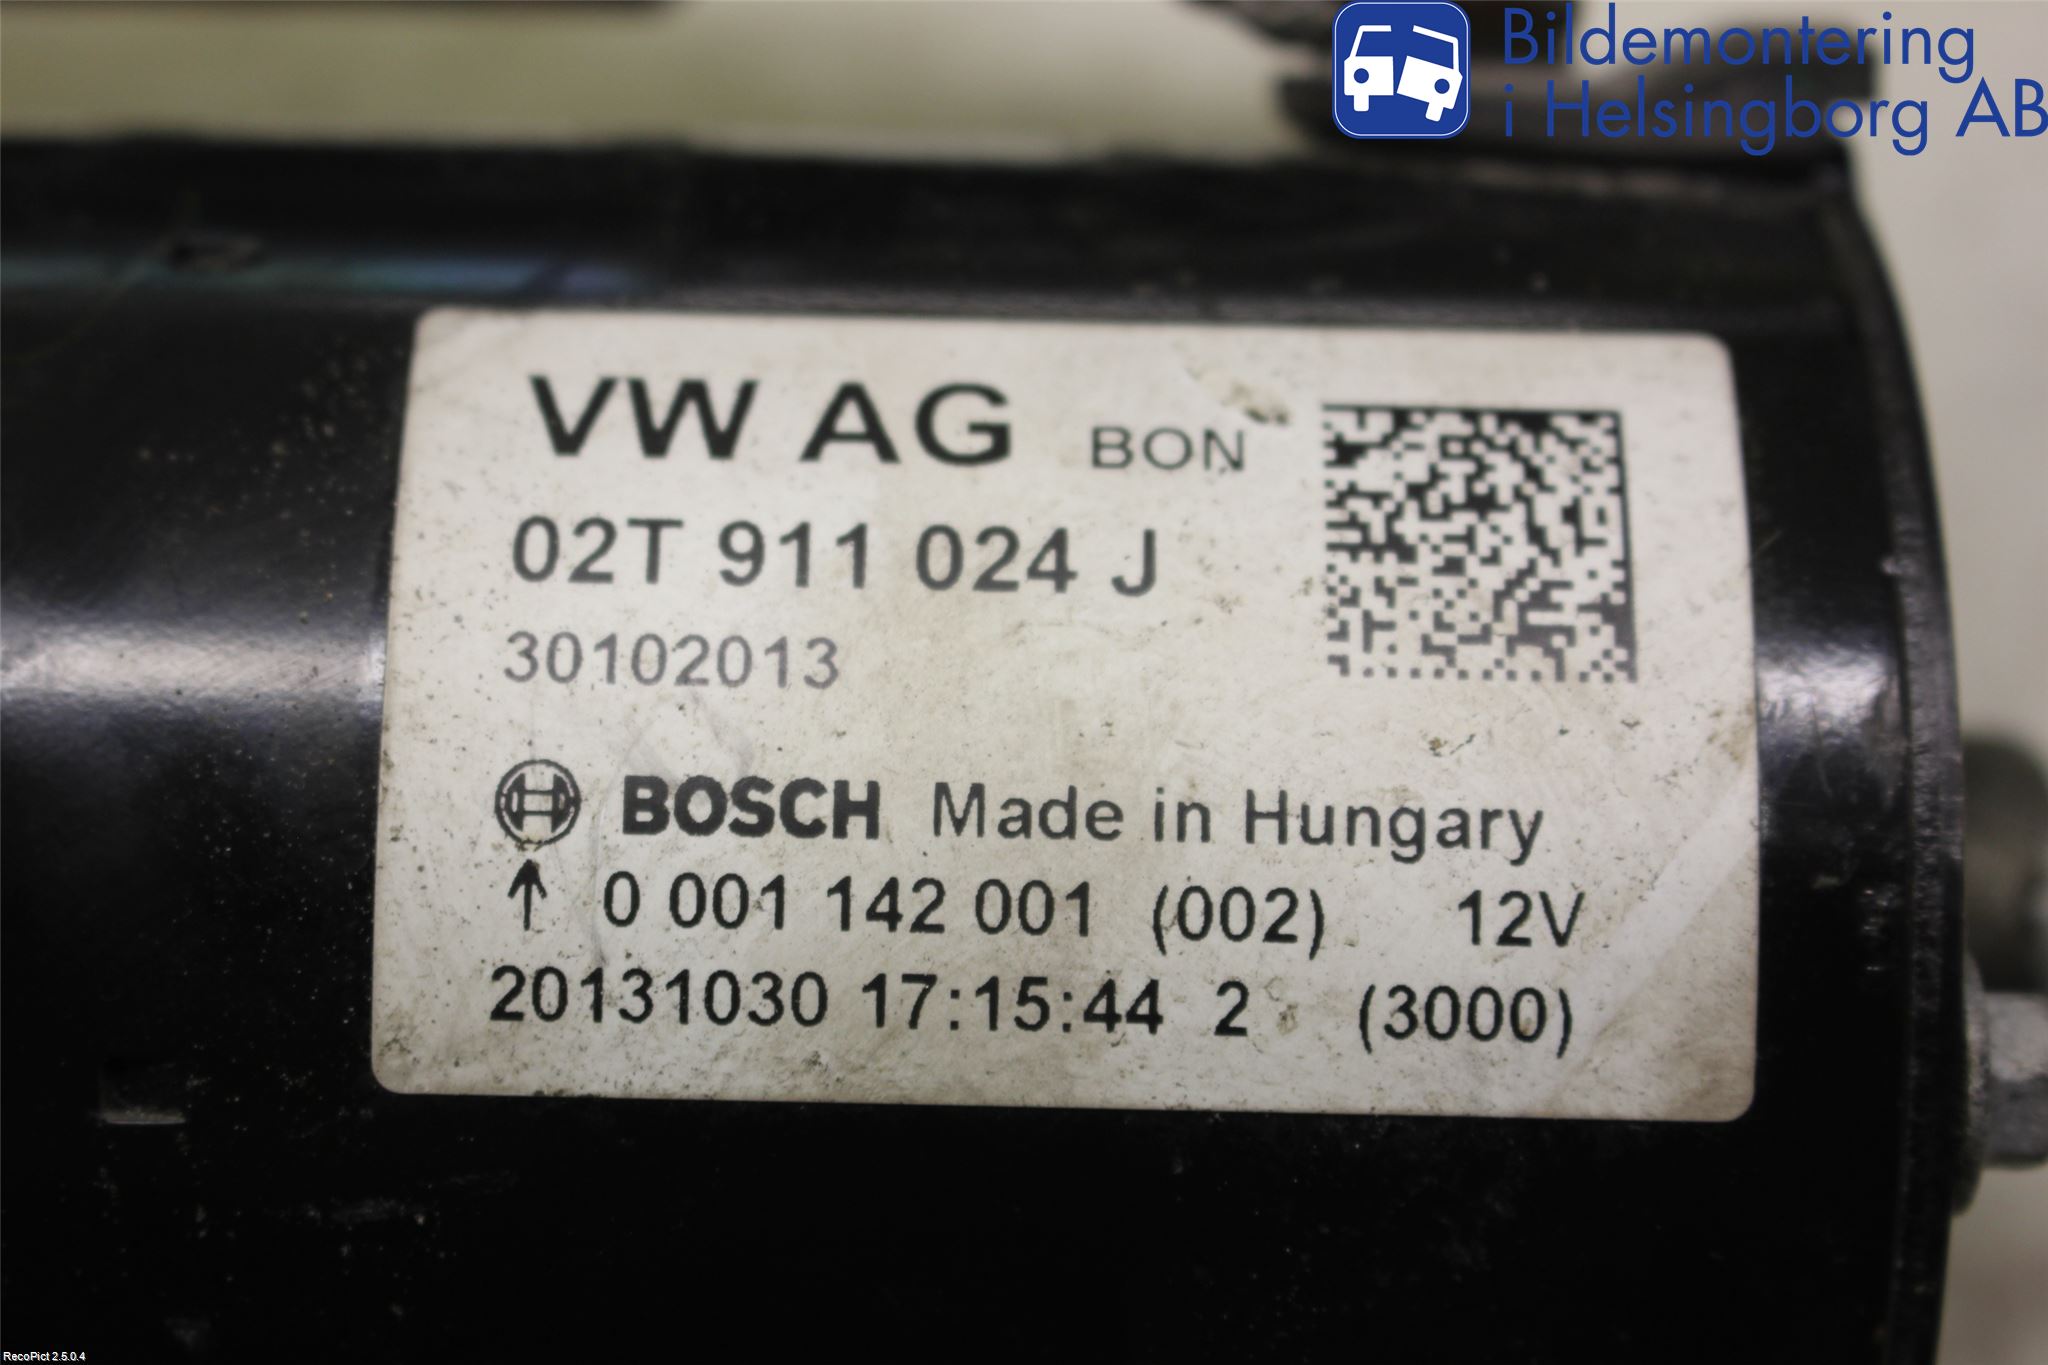 Bildemontering
i Helsingborg AB
VW AG BON
02T 911 024 J
30102013
BOSCH Made in Hungary
↑ 0 001 142 001 (002) 12V
20131030 17:15:44 2 (3000)
RecoPict 2.5.0.4